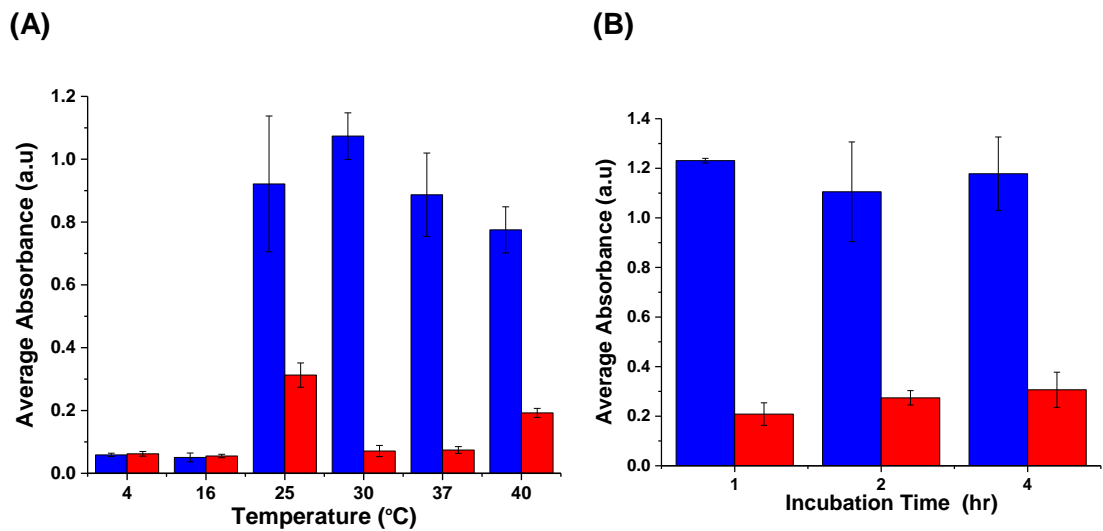 (A)
(B)
Average Absorbance (a.u)
1.2
1.0
0.8
0.6
0.4
0.2
0.0
4 16 25 30 37 40
Temperature (°C)
Average Absorbance (a.u)
1.4
1.2
1.0
0.8
0.6
0.4
0.2
0.0
1 2 4
Incubation Time (hr)